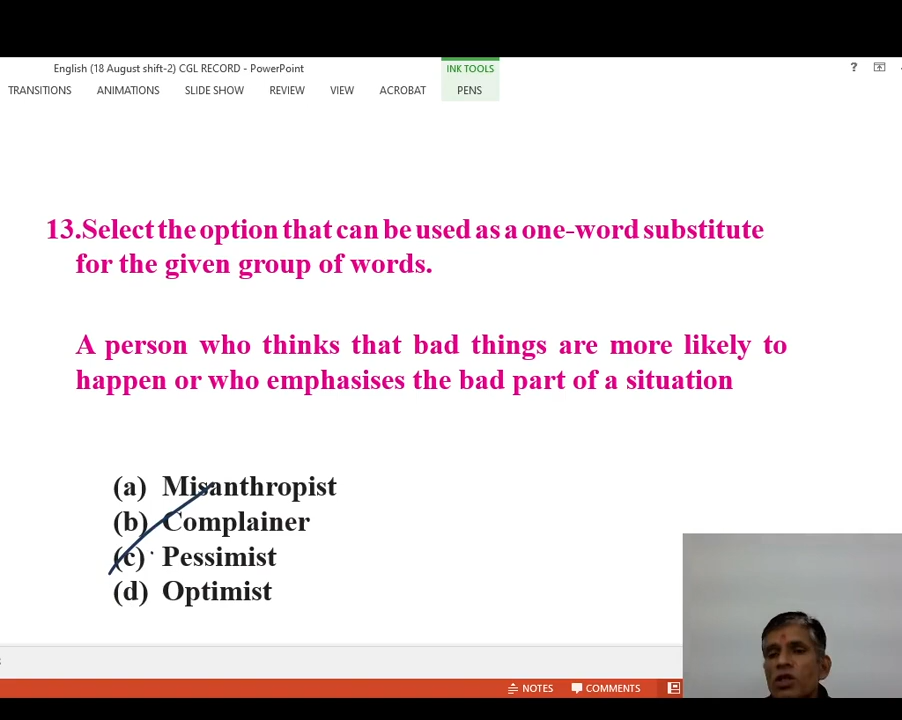 English (18 August shift-2) CGL RECORD - PowerPoint
INK TOOLS
?
TRANSITIONS ANIMATIONS SLIDE SHOW REVIEW VIEW ACROBAT PENS
13.Select the option that can be used as a one-word substitute
for the given group of words.
A person who thinks that bad things are more likely to
happen or who emphasises the bad part of a situation
(a) Misanthropist
(b) Complainer
(c) Pessimist
(d) Optimist
NOTES COMMENTS